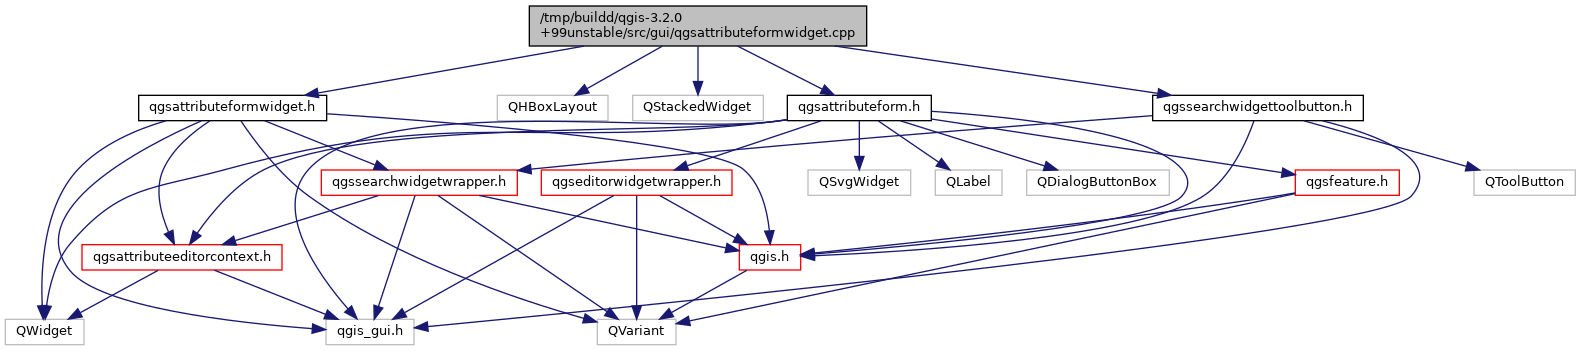 /tmp/buildd/qgis-3.2.0
+99unstable/src/gui/qgsattributeformwidget.cpp
qgsattributeformwidget.h
QHBoxLayout
QStackedWidget
qgsattributeform.h
qgssearchwidgettoolbutton.h
qgssearchwidgetwrapper.h
qgseditorwidgetwrapper.h
QSvgWidget
QLabel
QDialogButtonBox
qgsfeature.h
QToolButton
qgsattributeeditorcontext.h
qgis.h
QWidget
qgis_gui.h
QVariant